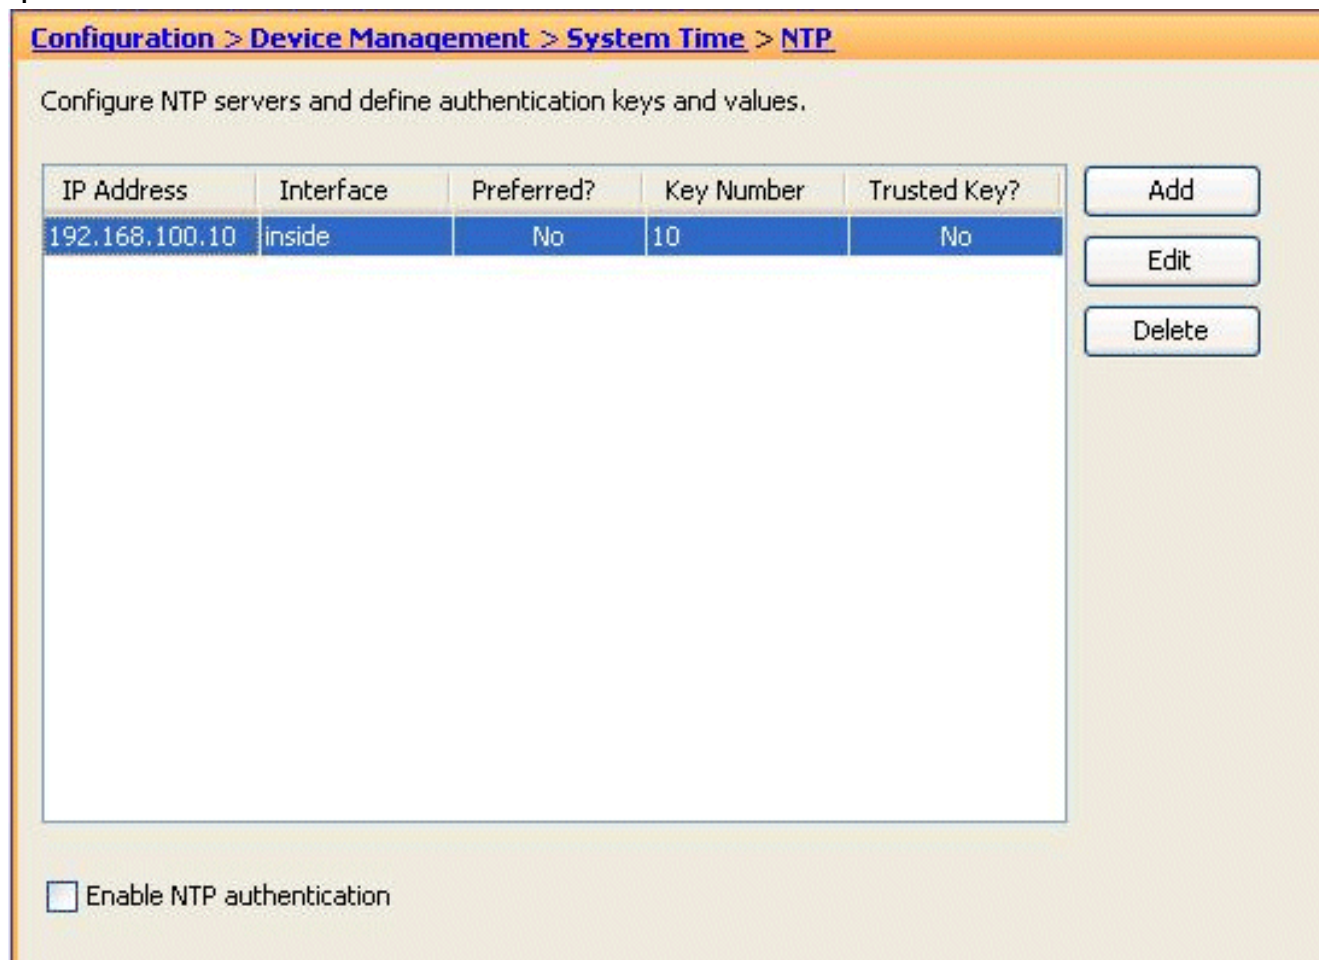 Configuration > Device Management > System Time > NTP
Configure NTP servers and define authentication keys and values.
IP Address Interface Preferred? Key Number Trusted Key?
192.168.100.10 inside No 10 No
Add
Edit
Delete
Enable NTP authentication